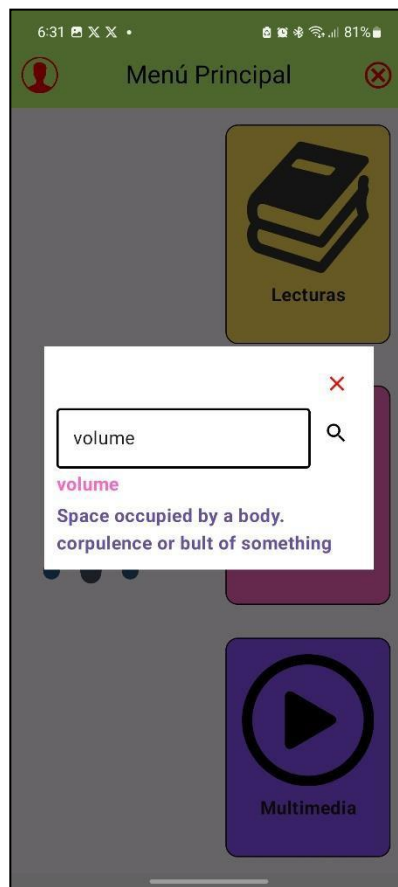 6:31 X X • 81%
Menú Principal
Lecturas
volume
volume
Space occupied by a body.
corpulence or bult of something
Multimedia